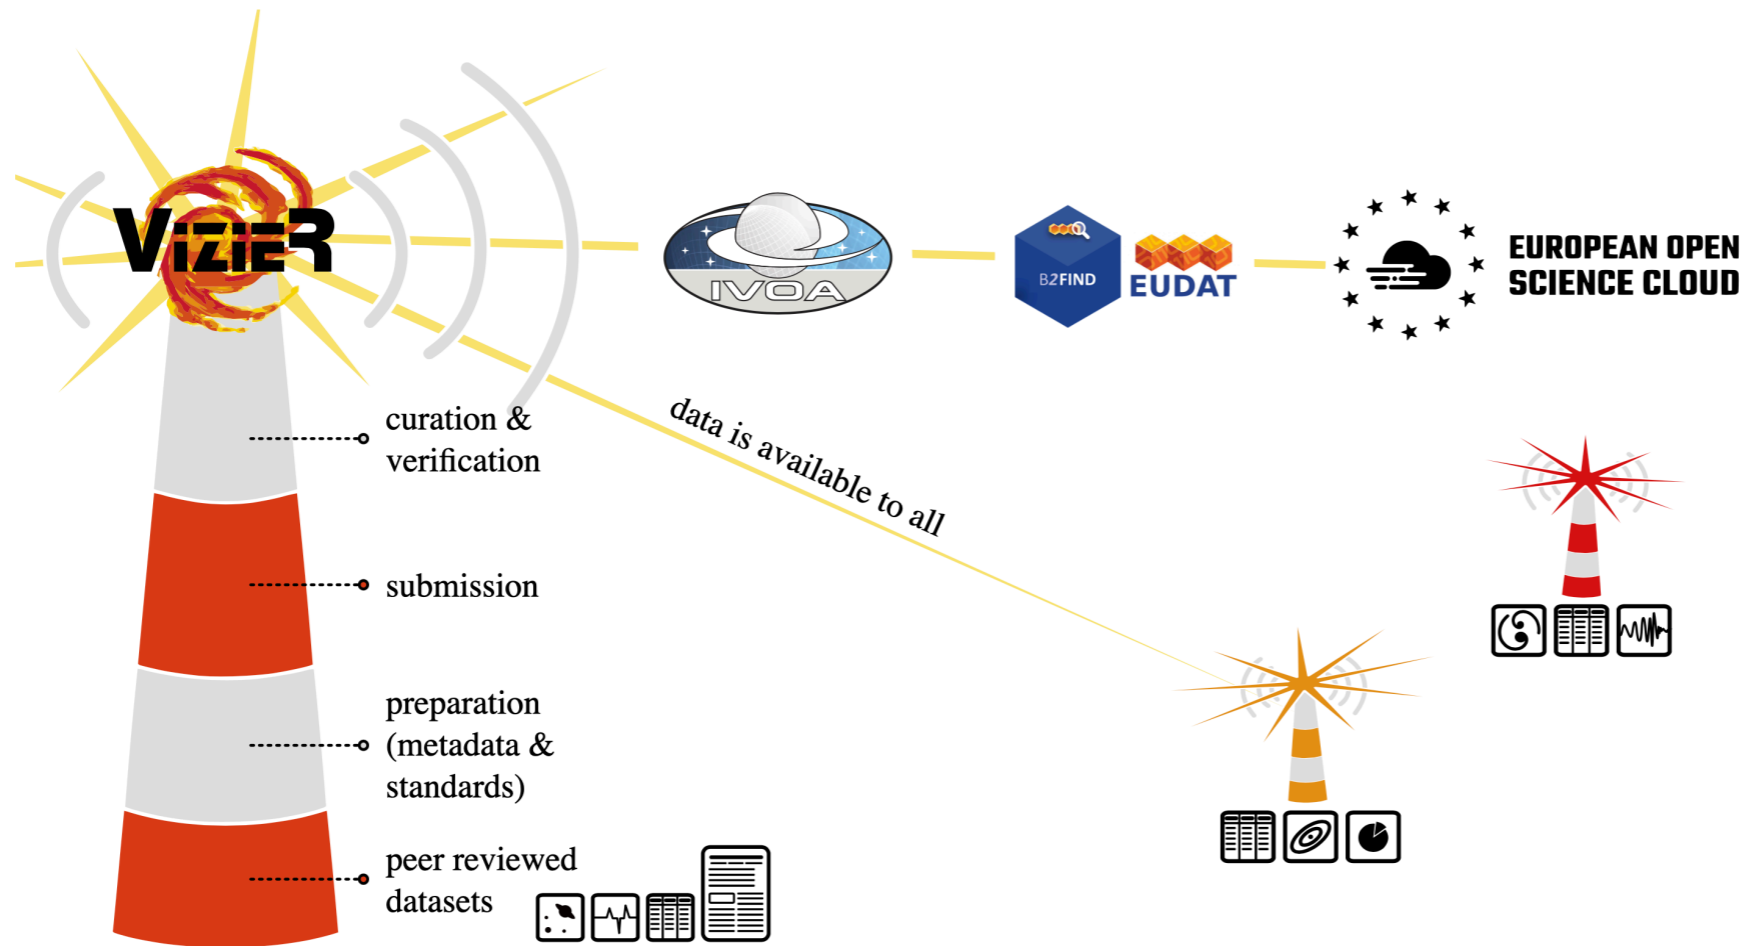 VizieR
IVOA
B2FIND
EUDAT
EUROPEAN OPEN
SCIENCE CLOUD
curation &
verification
data is available to all
submission
preparation
(metadata &
standards)
peer reviewed
datasets